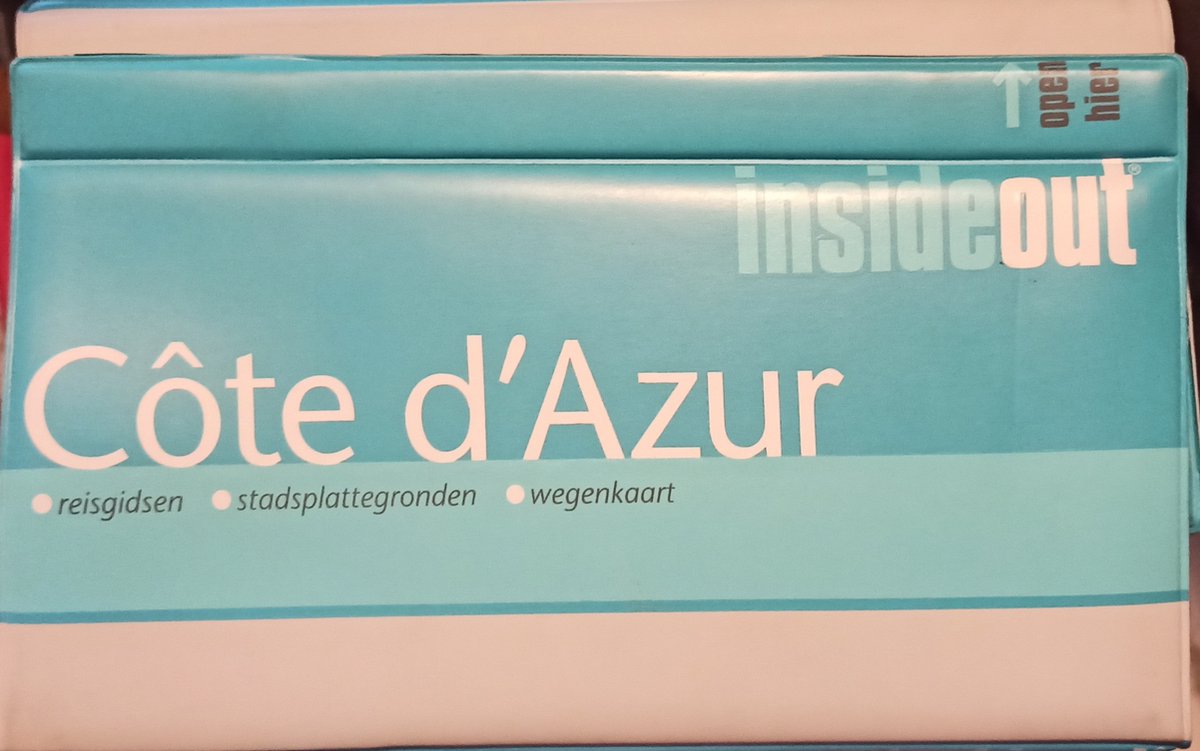 open
hier
insideout®
Côte d'Azur
• reisgidsen • stadsplattegronden • wegenkaart